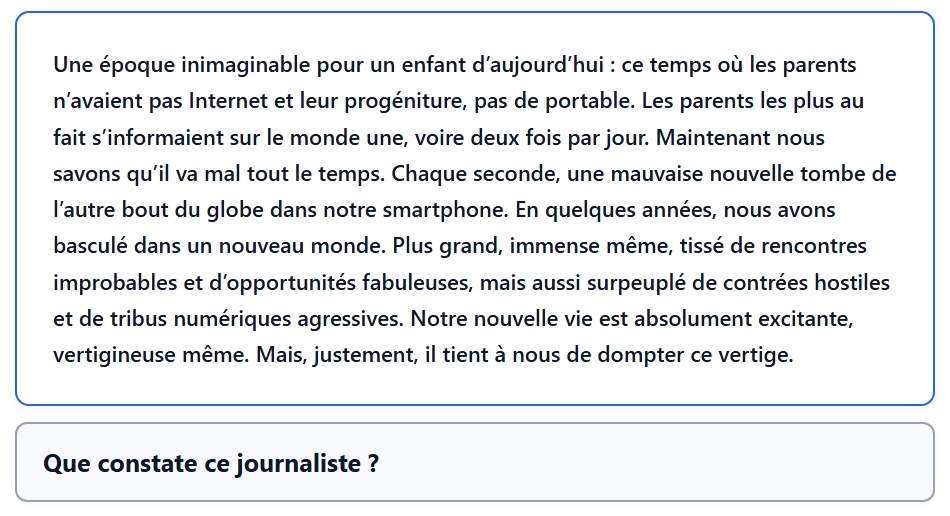 Une époque inimaginable pour un enfant d’aujourd’hui : ce temps où les parents
n’avaient pas Internet et leur progéniture, pas de portable. Les parents les plus au
fait s’informaient sur le monde une, voire deux fois par jour. Maintenant nous
savons qu’il va mal tout le temps. Chaque seconde, une mauvaise nouvelle tombe de
l’autre bout du globe dans notre smartphone. En quelques années, nous avons
basculé dans un nouveau monde. Plus grand, immense même, tissé de rencontres
improbables et d’opportunités fabuleuses, mais aussi surpeuplé de contrées hostiles
et de tribus numériques agressives. Notre nouvelle vie est absolument excitante,
vertigineuse même. Mais, justement, il tient à nous de dompter ce vertige.
Que constate ce journaliste ?